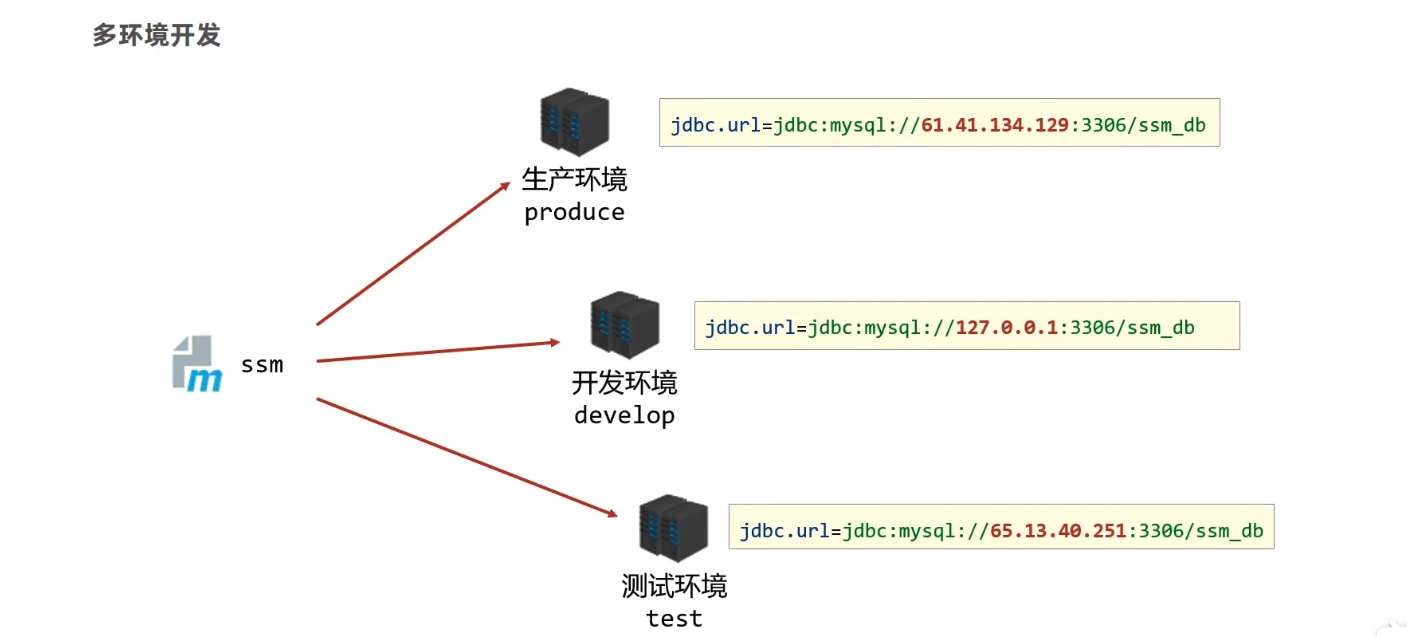 多环境开发
jdbc.url=jdbc:mysql://61.41.134.129:3306/ssm_db
生产环境
produce
jdbc.url=jdbc:mysql://127.0.0.1:3306/ssm_db
m ssm
开发环境
develop
jdbc.url=jdbc:mysql://65.13.40.251:3306/ssm_db
测试环境
test